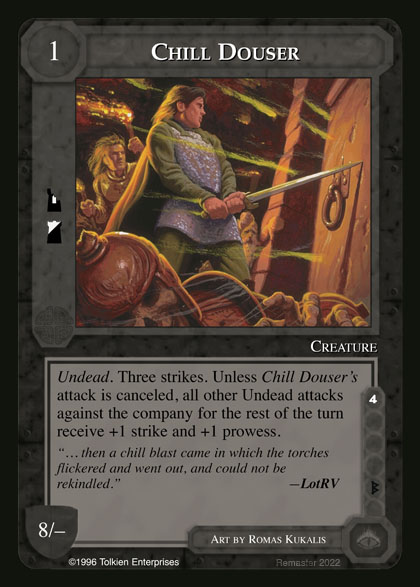 1
CHILL DOUSER
CREATURE
Undead. Three strikes. Unless Chill Douser's
attack is canceled, all other Undead attacks
against the company for the rest of the turn
receive +1 strike and +1 prowess.
4
“… then a chill blast came in which the torches
flickered and went out, and could not be
rekindled.” –LotRV
8/–
ART BY ROMAS KUKALIS
©1996 Tolkien Enterprises
Remaster 2022